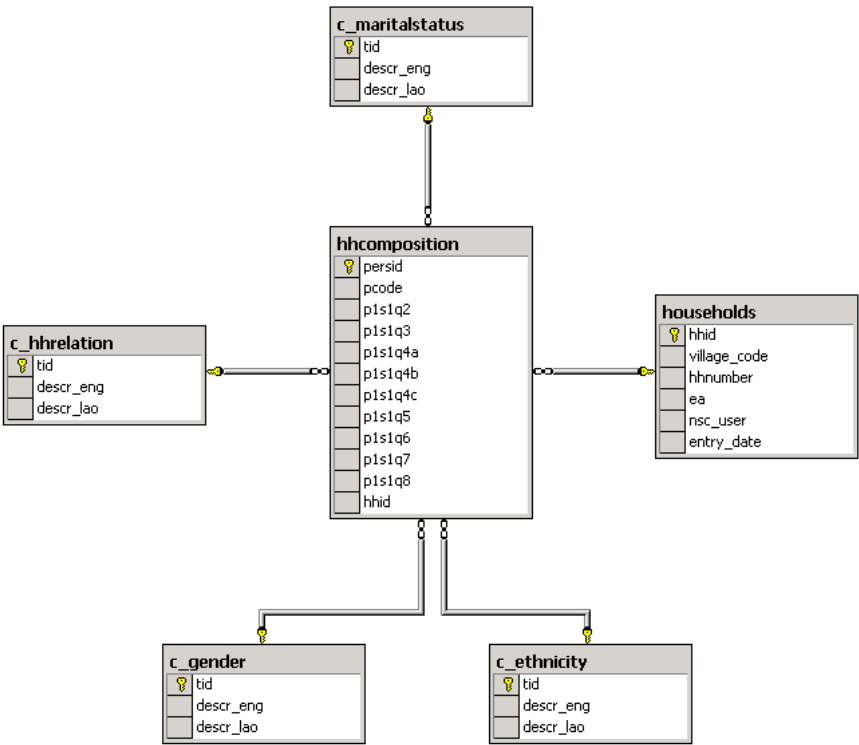 c_maritalstatus
tid
descr_eng
descr_lao
hhcomposition
persid
pcode
p1s1q2
p1s1q3
p1s1q4a
p1s1q4b
p1s1q4c
p1s1q5
p1s1q6
p1s1q7
p1s1q8
hhid
households
hhid
village_code
hhnumber
ea
nsc_user
entry_date
c_hhrelation
tid
descr_eng
descr_lao
c_gender
tid
descr_eng
descr_lao
c_ethnicity
tid
descr_eng
descr_lao